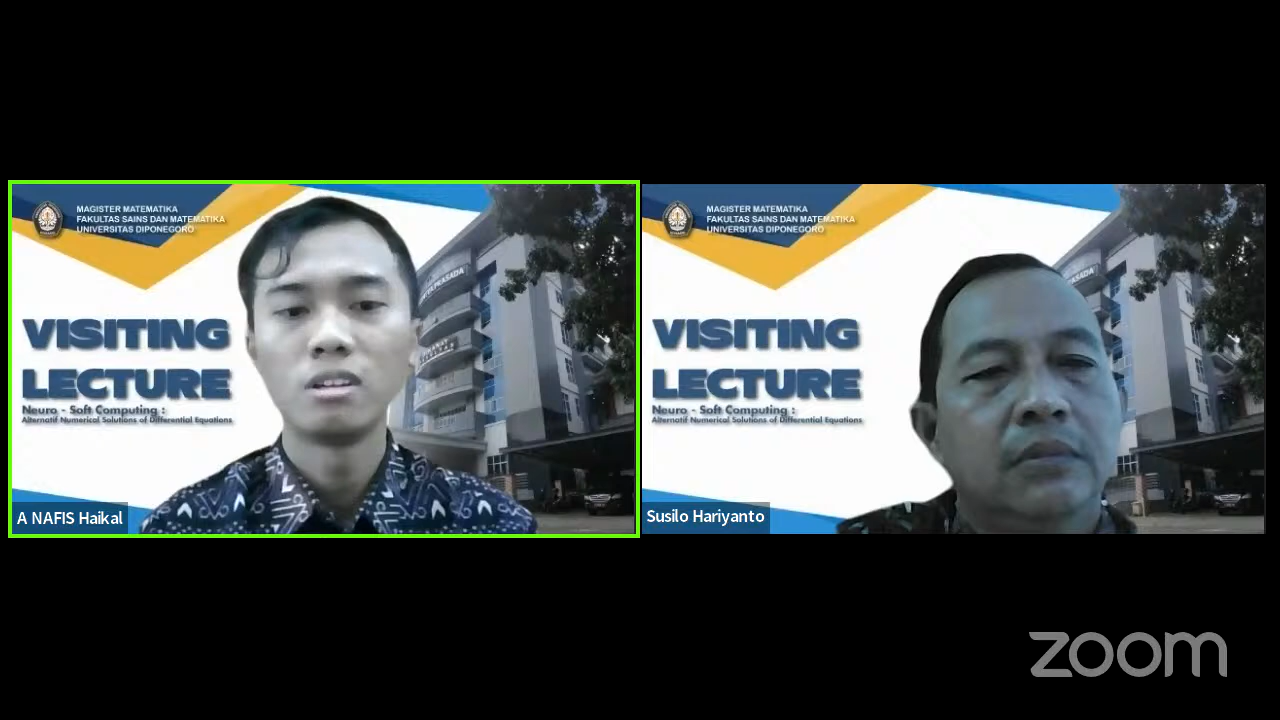 MAGISTER MATEMATIKA
FAKULTAS SAINS DAN MATEMATIKA
UNIVERSITAS DIPONEGORO
VISITING
LECTURE
Neuro - Soft Computing :
Alternatif Numerical Solutions of Differential Equations
A NAFIS Haikal
MAGISTER MATEMATIKA
FAKULTAS SAINS DAN MATEMATIKA
UNIVERSITAS DIPONEGORO
VISITING
LECTURE
Neuro - Soft Computing :
Alternatif Numerical Solutions of Differential Equations
Susilo Hariyanto
zoom